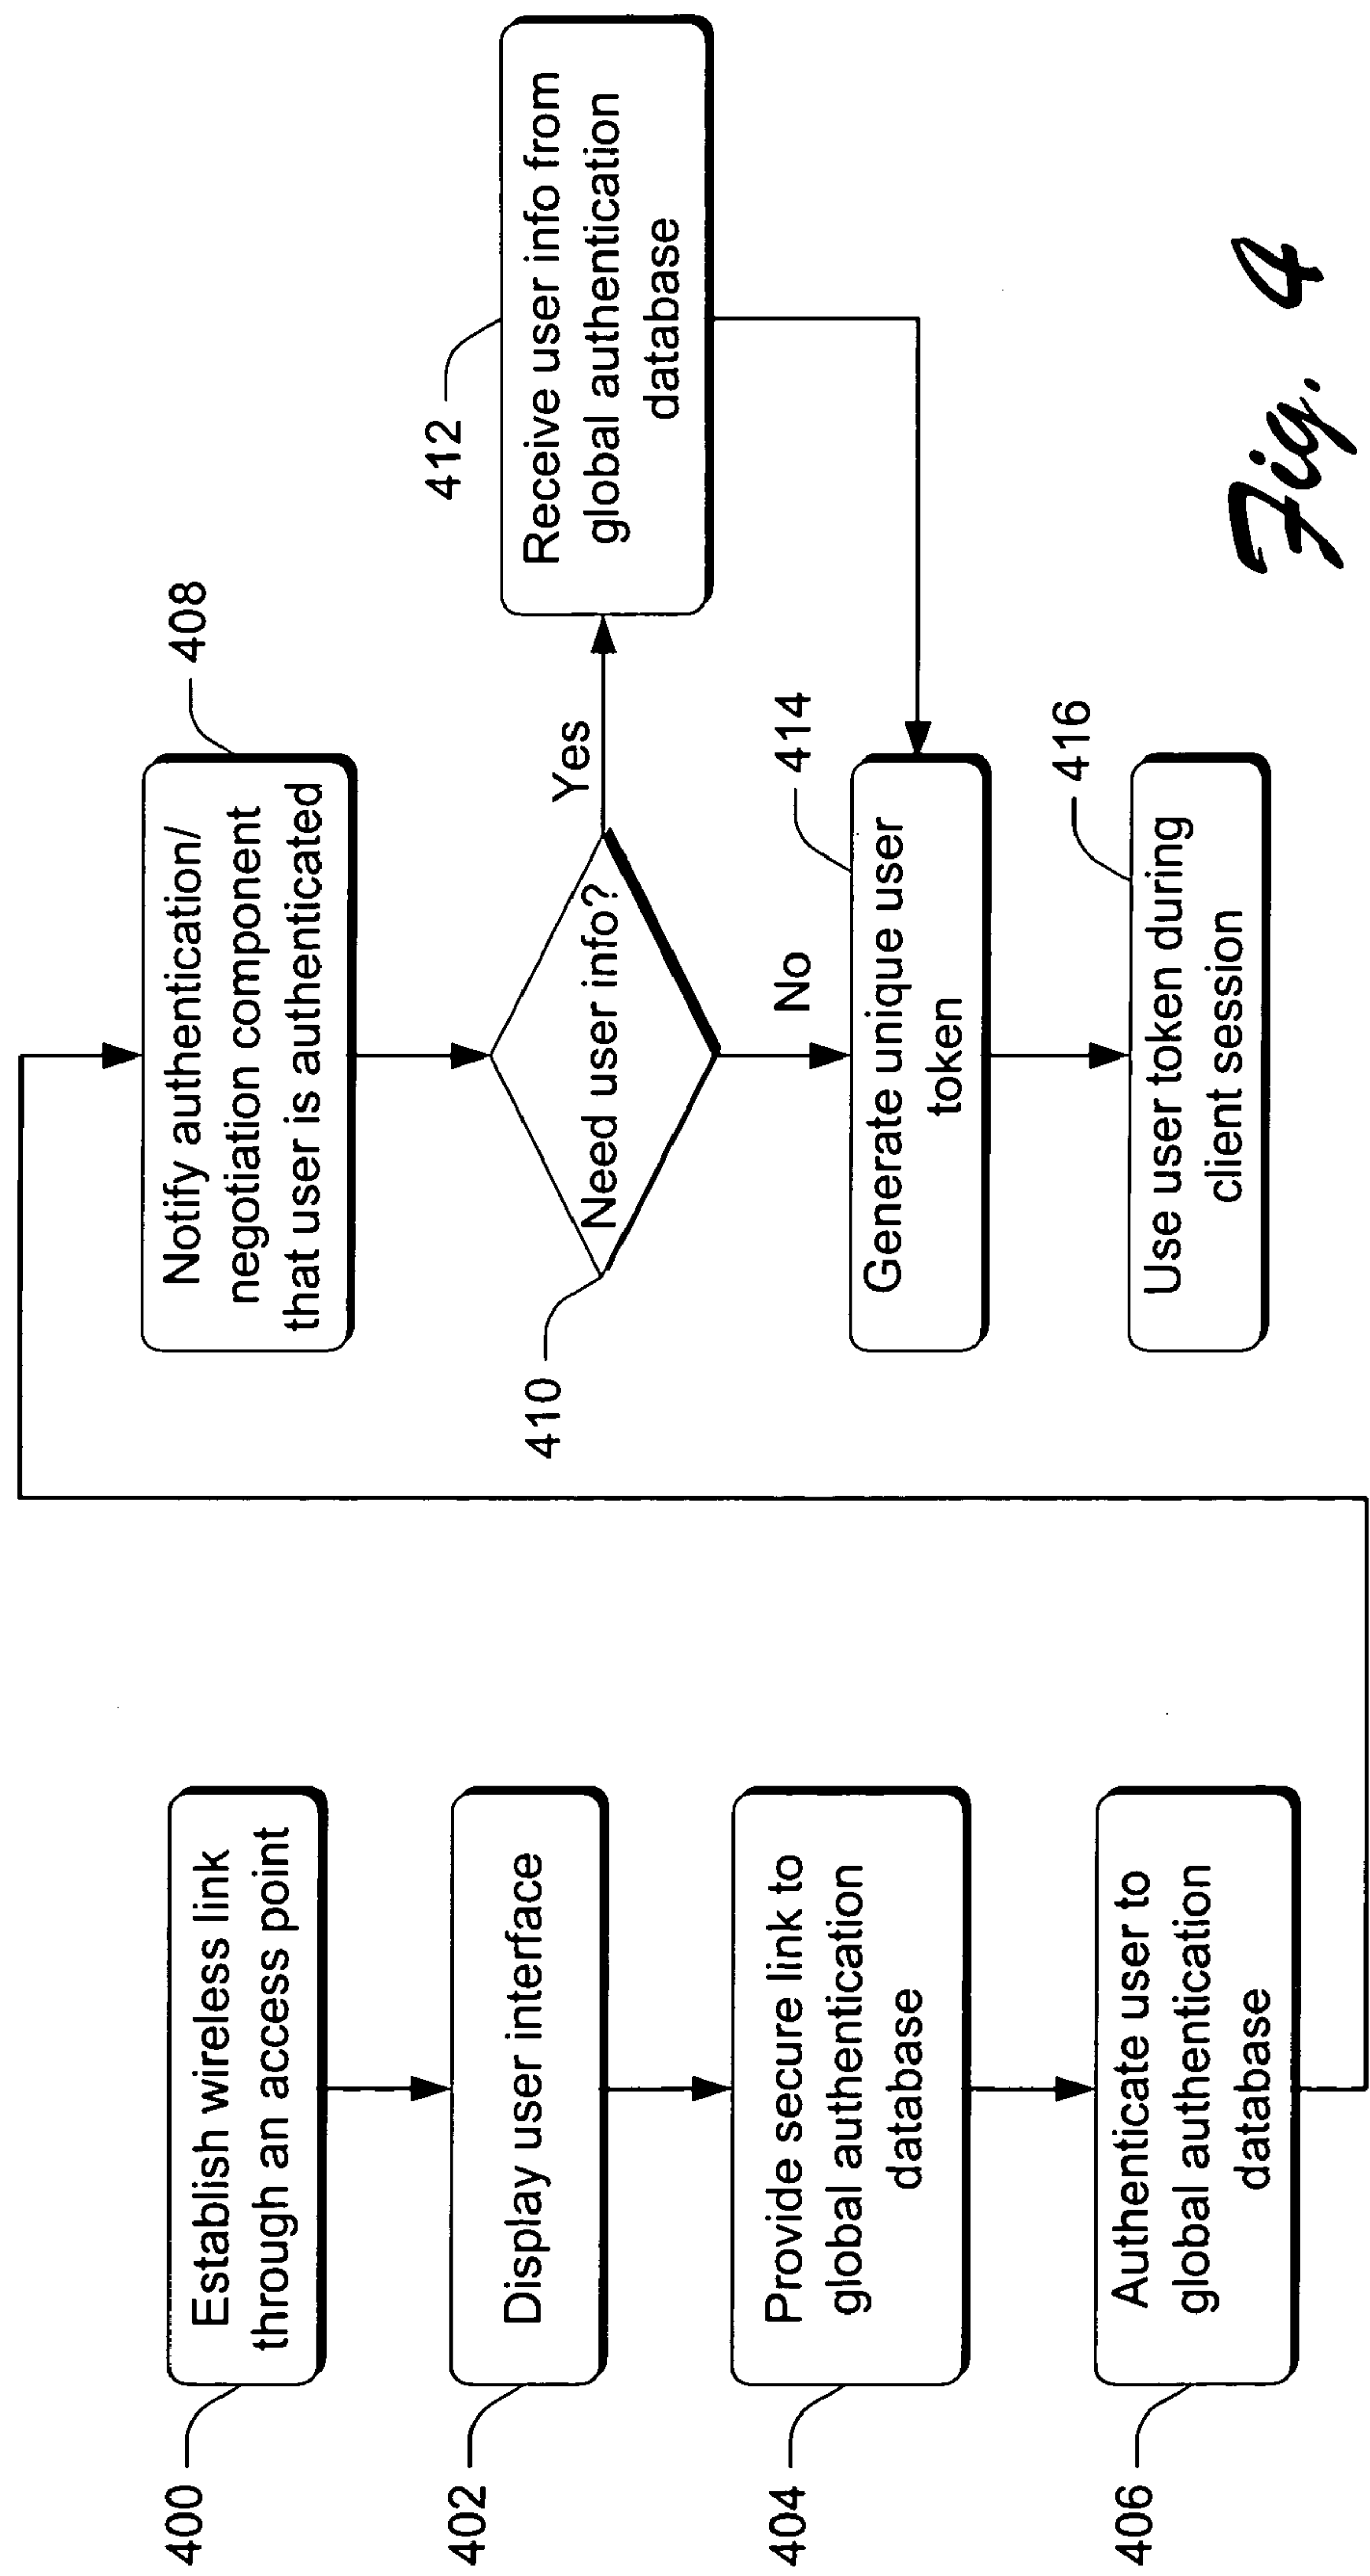 400
Establish wireless link
through an access point
402
Display user interface
404
Provide secure link to
global authentication
database
406
Authenticate user to
global authentication
database
408
Notify authentication/
negotiation component
that user is authenticated
410
Need user info?
Yes
No
412
Receive user info from
global authentication
database
414
Generate unique user
token
416
Use user token during
client session
Fig. 4